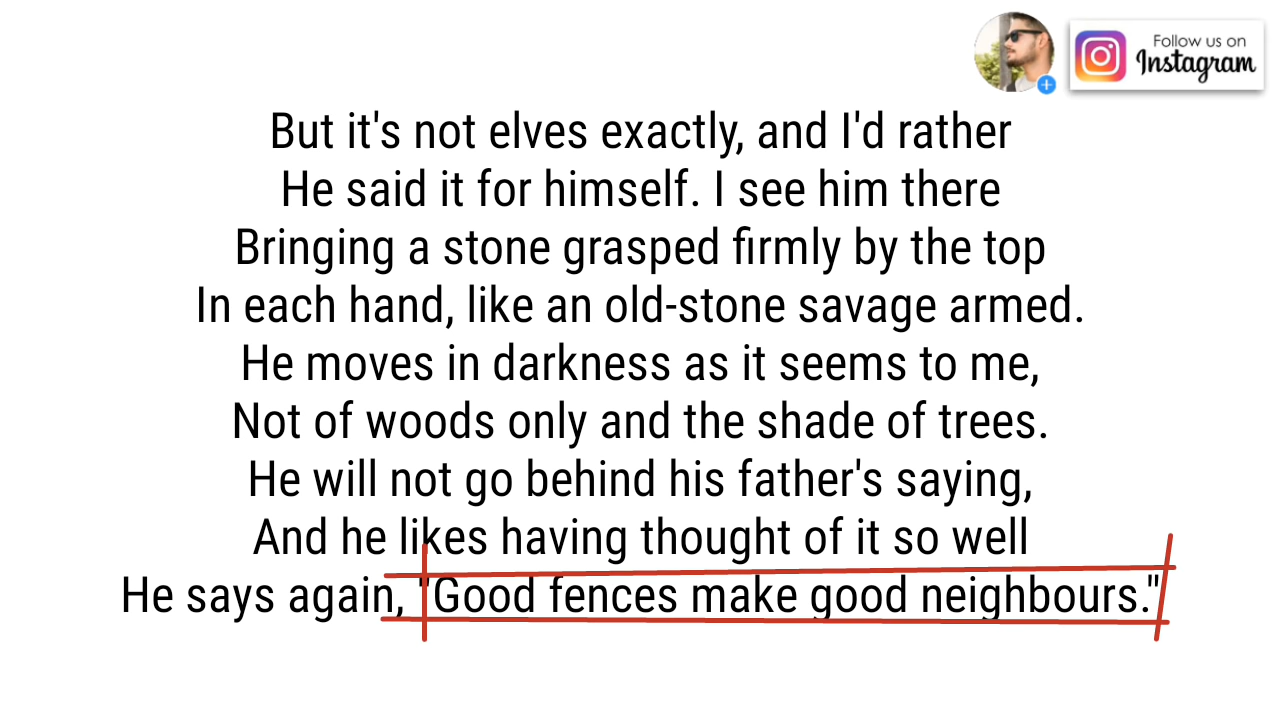 Follow us on
Instagram
But it's not elves exactly, and I'd rather
He said it for himself. I see him there
Bringing a stone grasped firmly by the top
In each hand, like an old-stone savage armed.
He moves in darkness as it seems to me,
Not of woods only and the shade of trees.
He will not go behind his father's saying,
And he likes having thought of it so well
He says again, "Good fences make good neighbours."